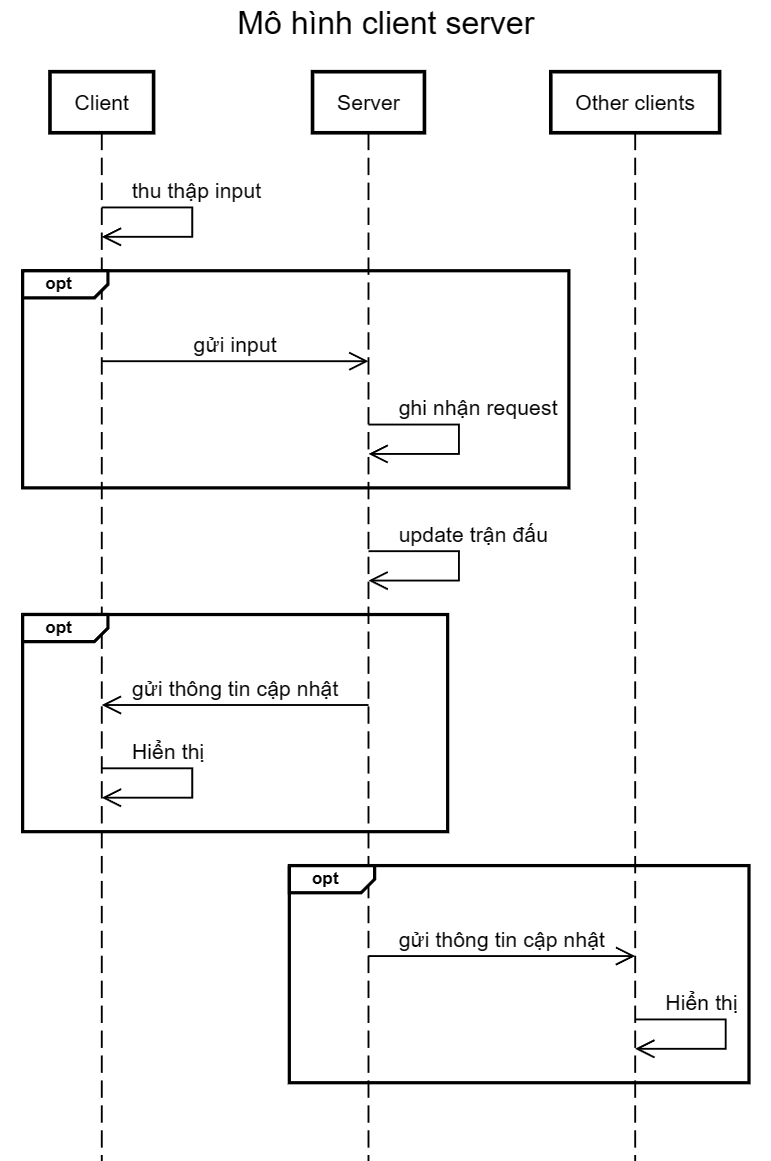 Mô hình client server
Client
Server
Other clients
thu thập input
opt
gửi input
ghi nhận request
update trận đấu
opt
gửi thông tin cập nhật
Hiển thị
opt
gửi thông tin cập nhật
Hiển thị